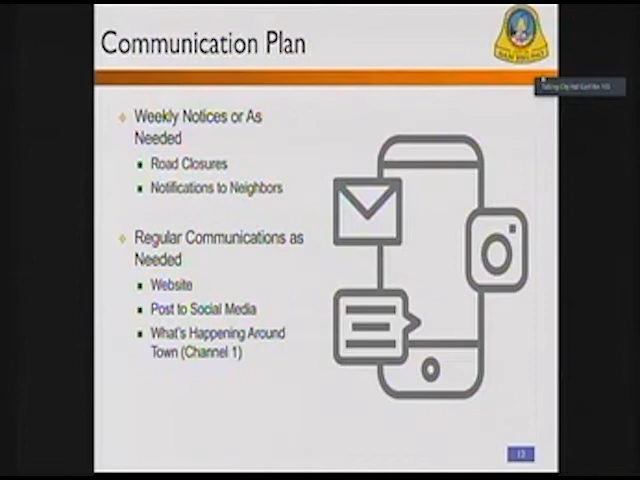 Communication Plan
Weekly Notices or As
Needed
Road Closures
Notifications to Neighbors
Regular Communications as
Needed
Website
Post to Social Media
What's Happening Around
Town (Channel 1)